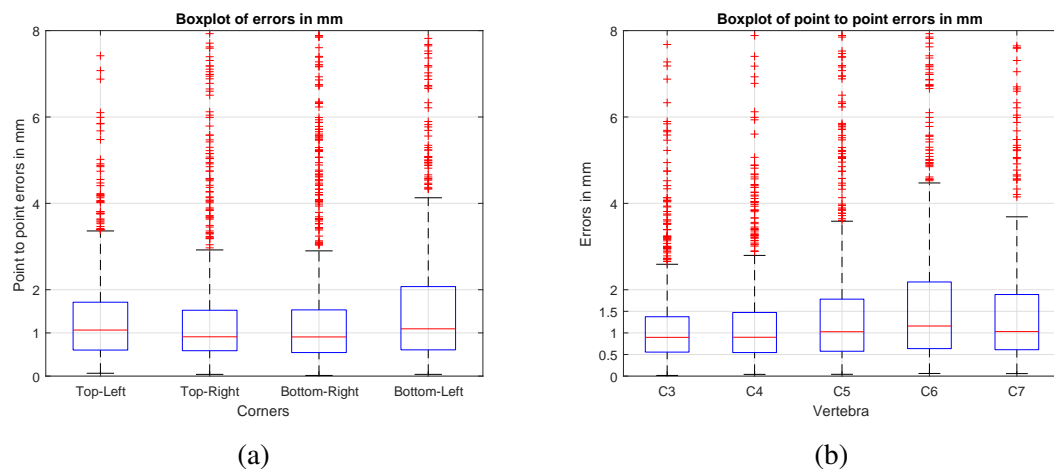 Boxplot of errors in mm
8
6
4
2
1
0
Point to point errors in mm
Top-Left Top-Right Bottom-Right Bottom-Left
Corners
(a)
Boxplot of point to point errors in mm
8
6
4
2
1.5
1
0.5
0
Errors in mm
C3 C4 C5 C6 C7
Vertebra
(b)